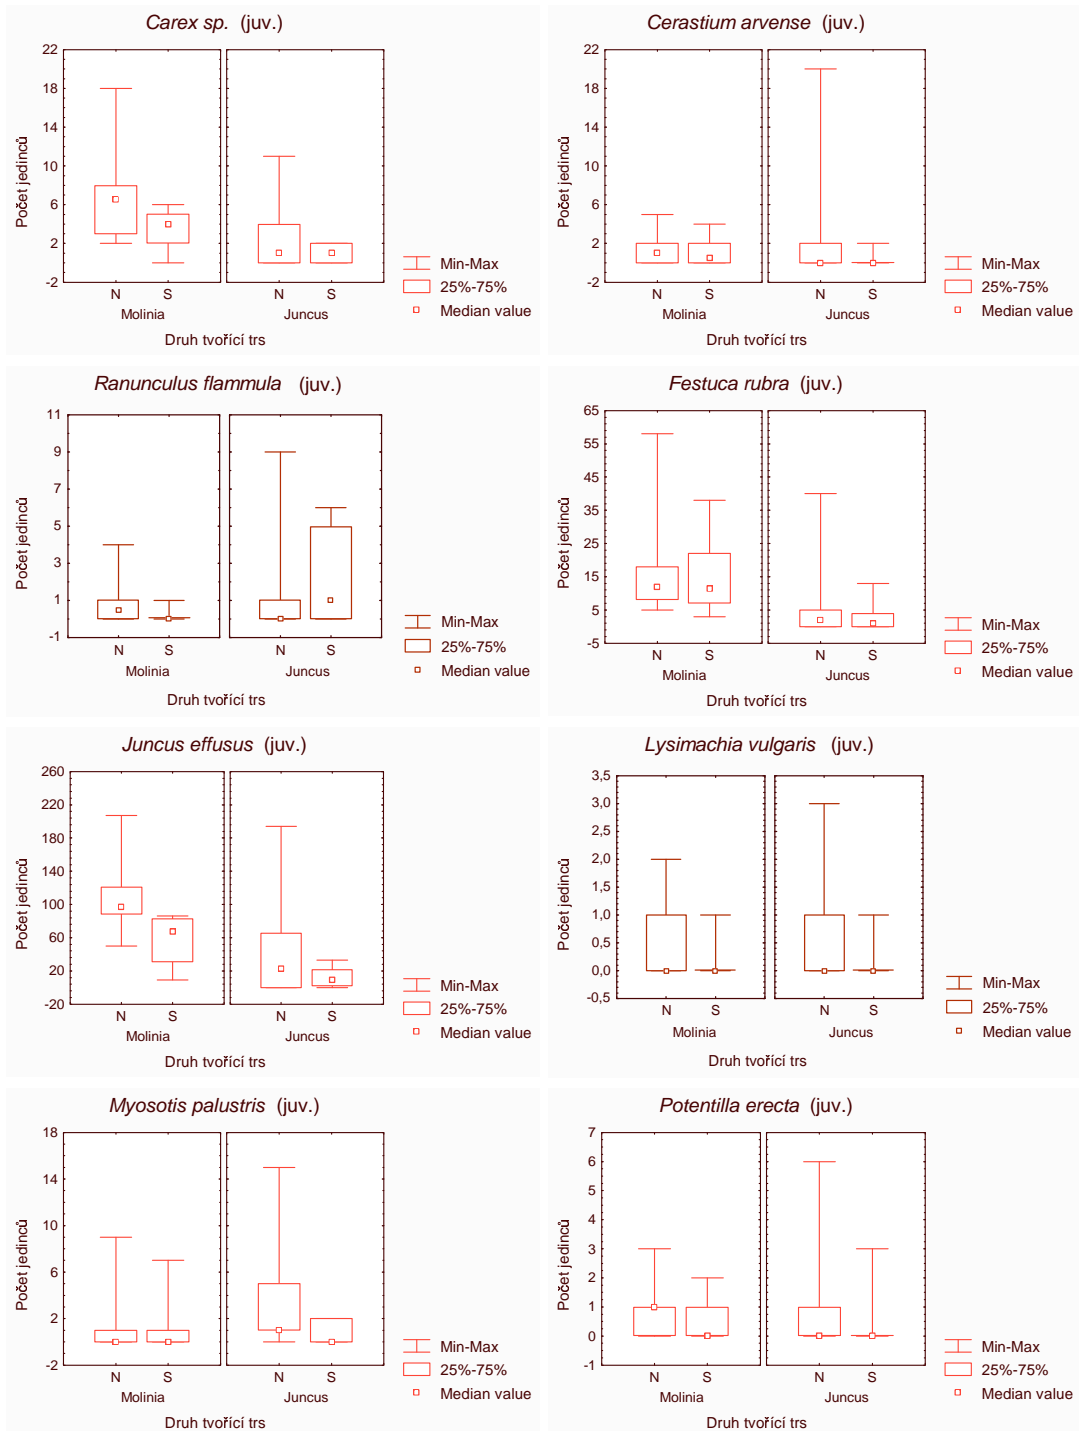 Carex sp. (juv.)
22
18
14
10
6
2
-2
Počet jedinců
N S
Molinia
N S
Juncus
Druh tvořící trs
Min-Max
25%-75%
Median value
Cerastium arvense (juv.)
22
18
14
10
6
2
-2
Počet jedinců
N S
Molinia
N S
Juncus
Druh tvořící trs
Min-Max
25%-75%
Median value
Ranunculus flammula (juv.)
11
9
7
5
3
1
-1
Počet jedinců
N S
Molinia
N S
Juncus
Druh tvořící trs
Min-Max
25%-75%
Median value
Festuca rubra (juv.)
65
55
45
35
25
15
5
-5
Počet jedinců
N S
Molinia
N S
Juncus
Druh tvořící trs
Min-Max
25%-75%
Median value
Juncus effusus (juv.)
260
220
180
140
100
60
20
-20
Počet jedinců
N S
Molinia
N S
Juncus
Druh tvořící trs
Min-Max
25%-75%
Median value
Lysimachia vulgaris (juv.)
3,5
3,0
2,5
2,0
1,5
1,0
0,5
0,0
-0,5
Počet jedinců
N S
Molinia
N S
Juncus
Druh tvořící trs
Min-Max
25%-75%
Median value
Myosotis palustris (juv.)
18
14
10
6
2
-2
Počet jedinců
N S
Molinia
N S
Juncus
Druh tvořící trs
Min-Max
25%-75%
Median value
Potentilla erecta (juv.)
7
6
5
4
3
2
1
0
-1
Počet jedinců
N S
Molinia
N S
Juncus
Druh tvořící trs
Min-Max
25%-75%
Median value